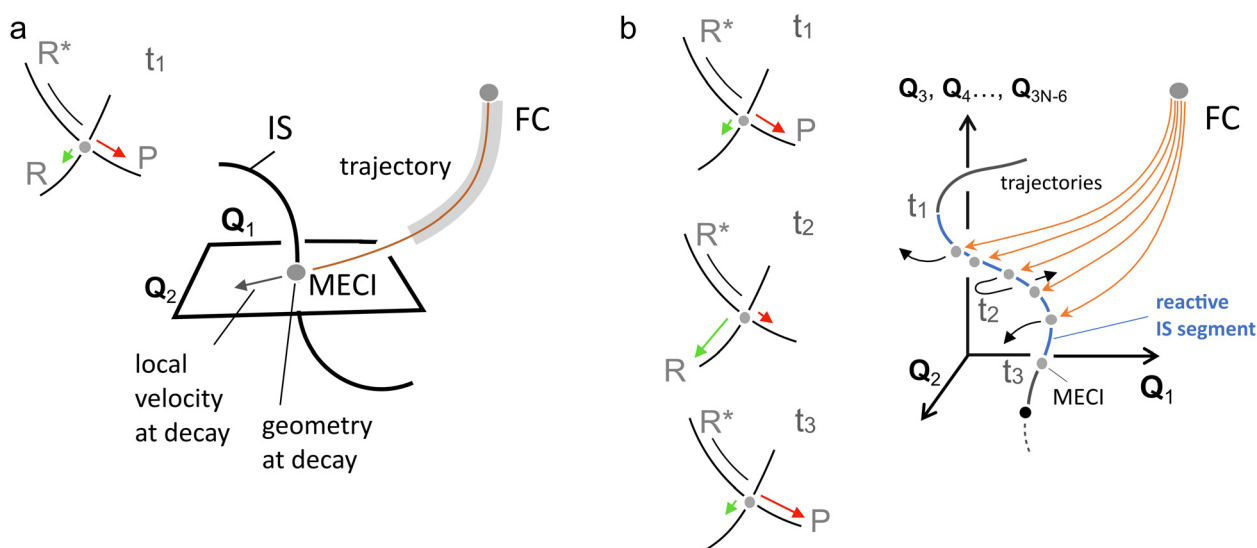 a
R*
t1
R
P
IS
FC
trajectory
Q1
Q2
MECI
local
velocity
at decay
geometry
at decay
b
R*
t1
P
R*
t2
R
R*
t3
P
Q3, Q4…, Q3N-6
FC
trajectories
t1
t2
reactive
IS segment
t3
Q2
MECI
Q1